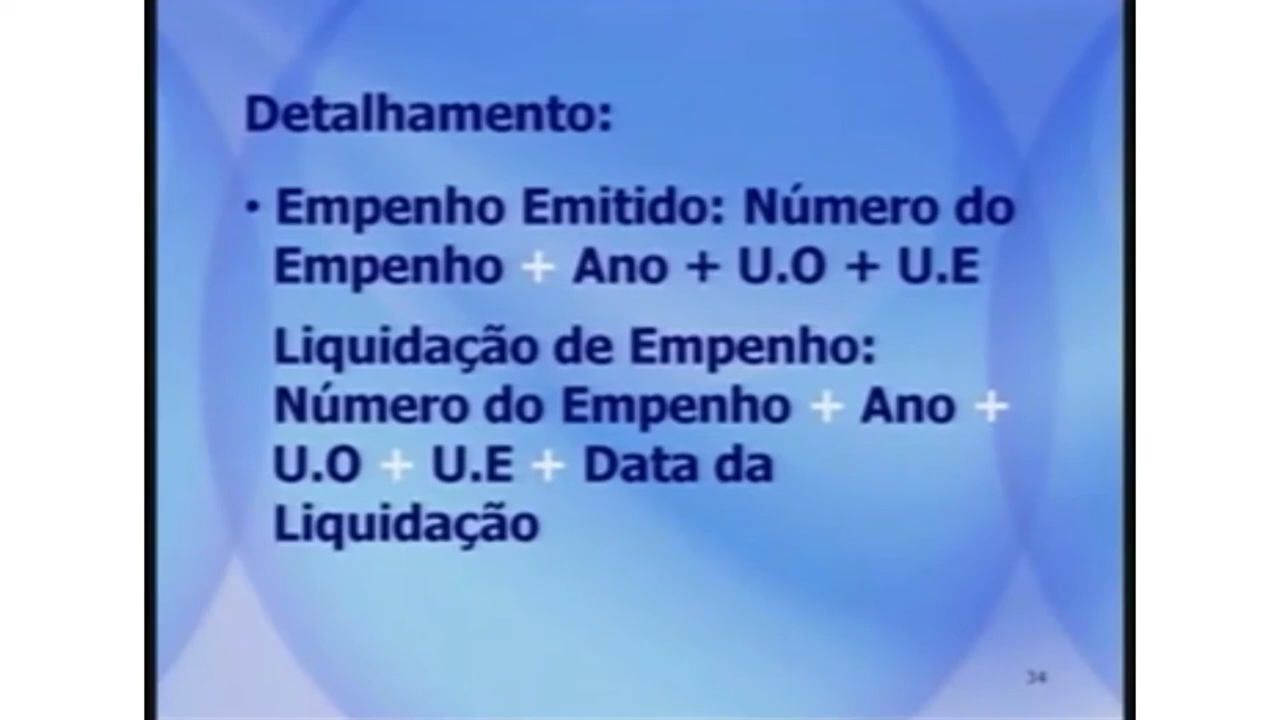 Detalhamento:
• Empenho Emitido: Número do
Empenho + Ano + U.O + U.E
Liquidação de Empenho:
Número do Empenho + Ano +
U.O + U.E + Data da
Liquidação
34